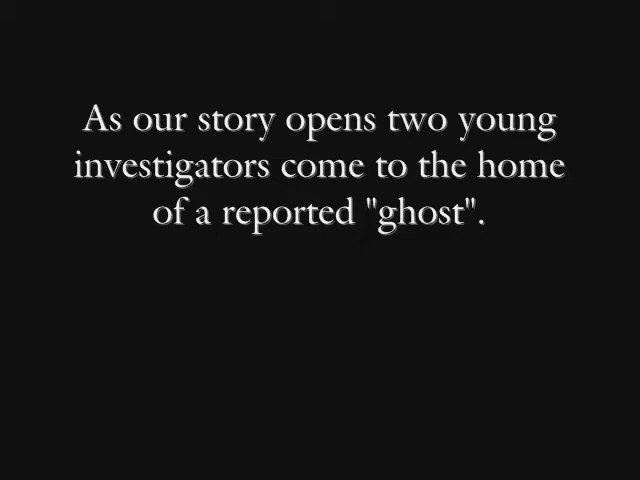 As our story opens two young
investigators come to the home
of a reported "ghost".